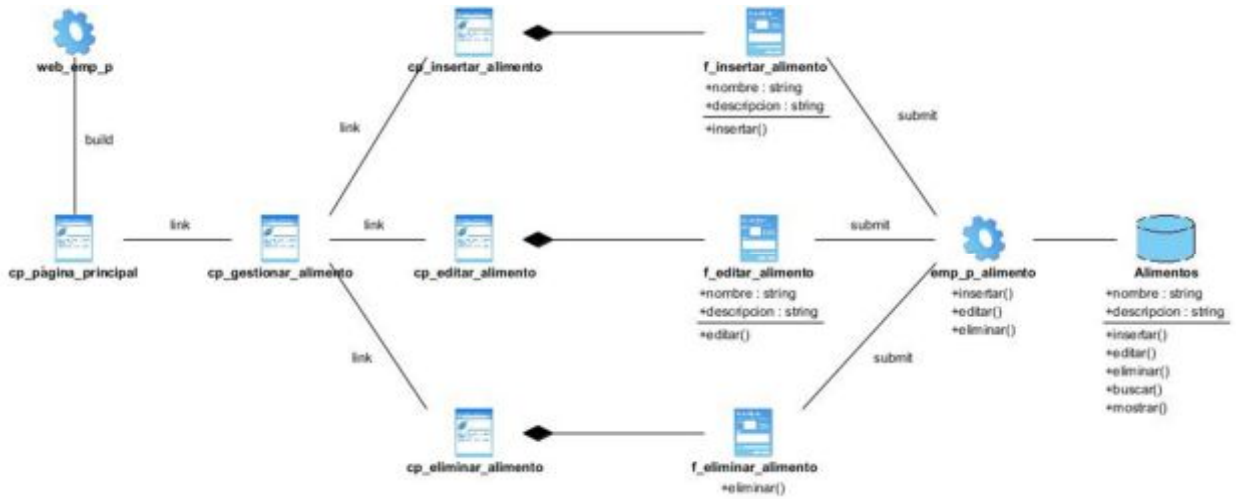 web_emp_p
build
cp_página_principal
link
cp_gestionar_alimento
link
link
link
cp_insertar_alimento
cp_editar_alimento
cp_eliminar_alimento
f_insertar_alimento
+nombre : string
+descripcion : string
+insertar()
f_editar_alimento
+nombre : string
+descripcion : string
+editar()
f_eliminar_alimento
+eliminar()
submit
submit
submit
emp_p_alimento
+insertar()
+editar()
+eliminar()
Alimentos
+nombre : string
+descripcion : string
+insertar()
+editar()
+eliminar()
+buscar()
+mostrar()